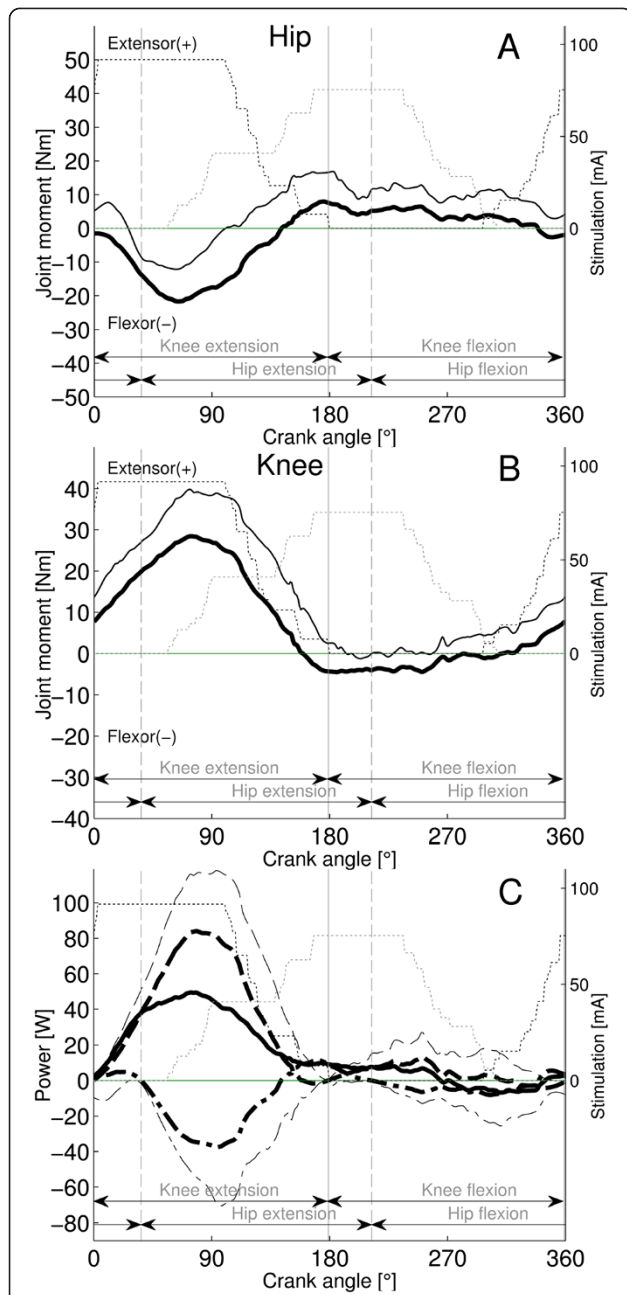 Hip
A
Extensor(+)
50
40
30
20
10
0
−10
−20
−30
−40
−50
Joint moment [Nm]
100
50
0
Stimulation [mA]
Flexor(−)
Knee extension
Knee flexion
Hip extension
Hip flexion
0 90 180 270 360
Crank angle [°]
Knee
B
Extensor(+)
40
30
20
10
0
−10
−20
−30
−40
Joint moment [Nm]
100
50
0
Stimulation [mA]
Flexor(−)
Knee extension
Knee flexion
Hip extension
Hip flexion
0 90 180 270 360
Crank angle [°]
C
100
80
60
40
20
0
−20
−40
−60
−80
Power [W]
100
50
0
Stimulation [mA]
Knee extension
Knee flexion
Hip extension
Hip flexion
0 90 180 270 360
Crank angle [°]